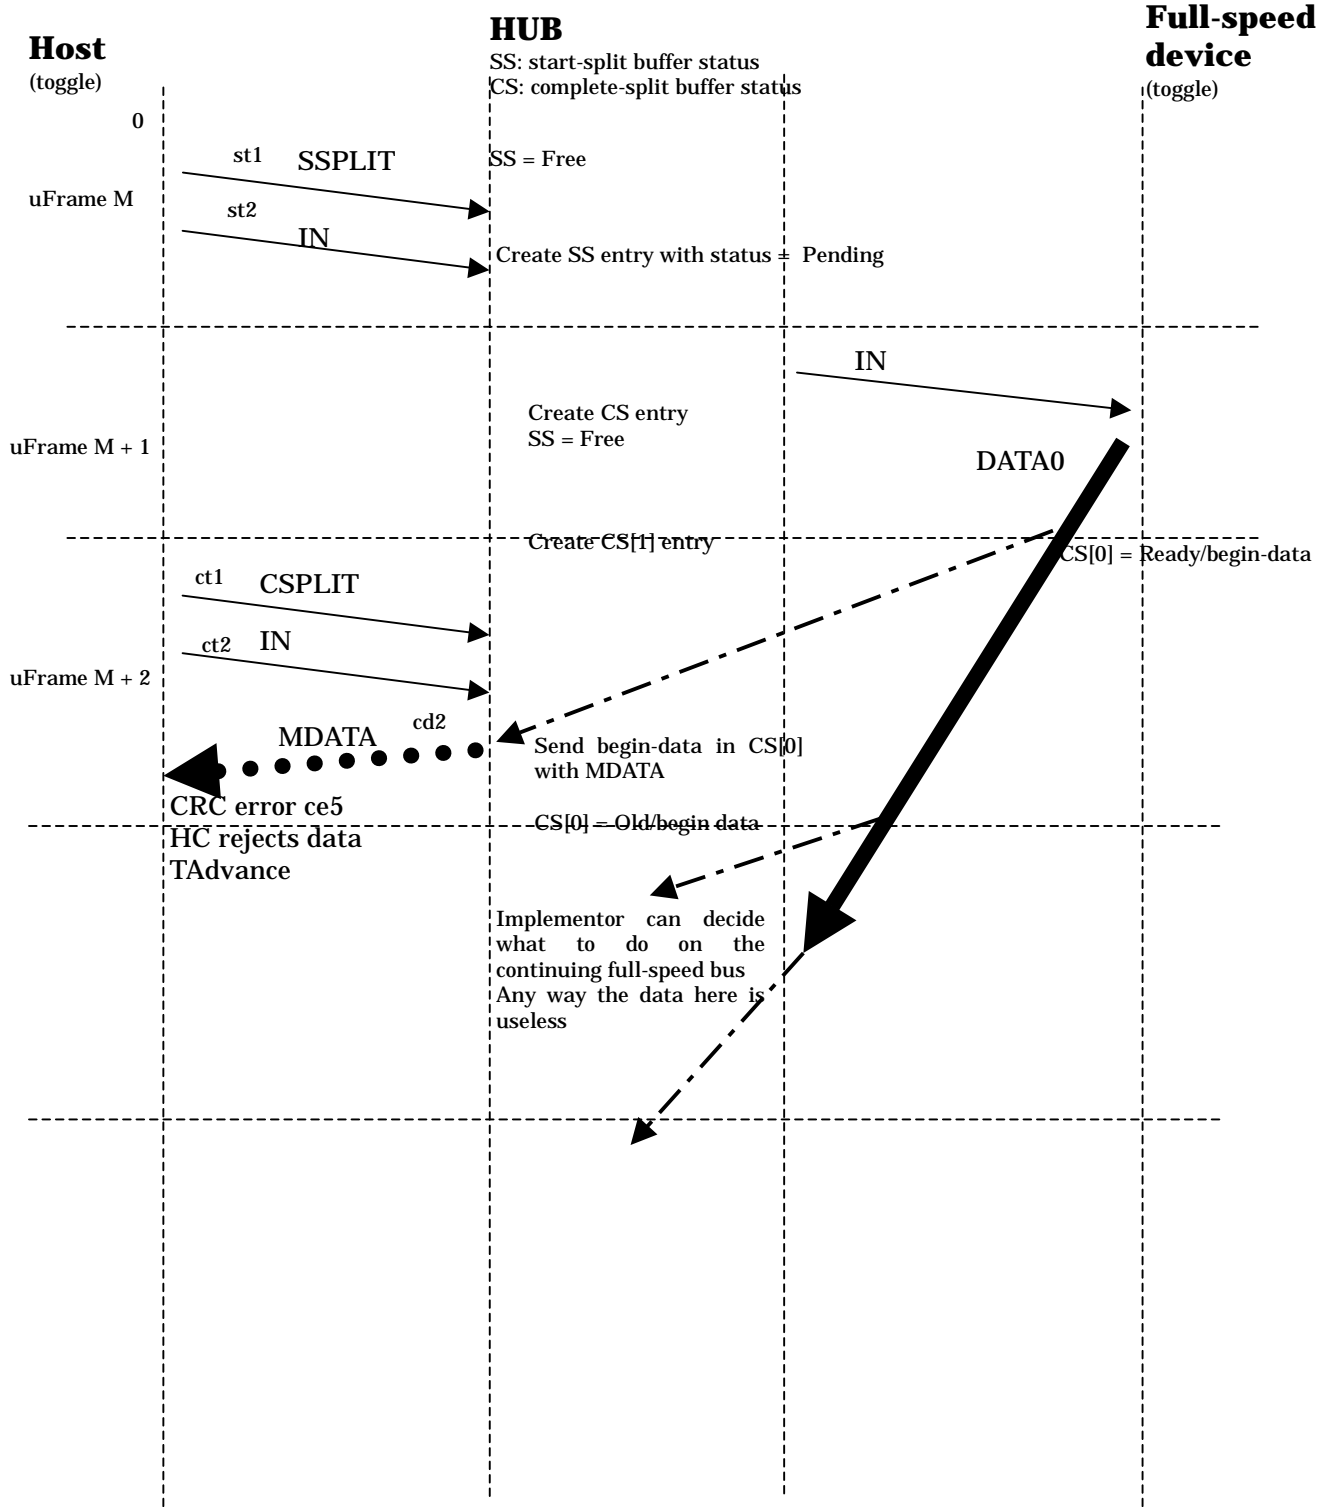 Host
(toggle)
HUB
SS: start-split buffer status
CS: complete-split buffer status
Full-speed
device
(toggle)
0
st1 SSPLIT
SS = Free
uFrame M
st2
IN
Create SS entry with status = Pending
IN
Create CS entry
SS = Free
uFrame M + 1
DATA0
Create CS[1] entry
CS[0] = Ready/begin-data
ct1 CSPLIT
ct2 IN
uFrame M + 2
MDATA cd2
Send begin-data in CS[0]
with MDATA
CRC error ce5
HC rejects data
TAdvance
CS[0] = Old/begin data
Implementor can decide
what to do on the
continuing full-speed bus
Any way the data here is
useless